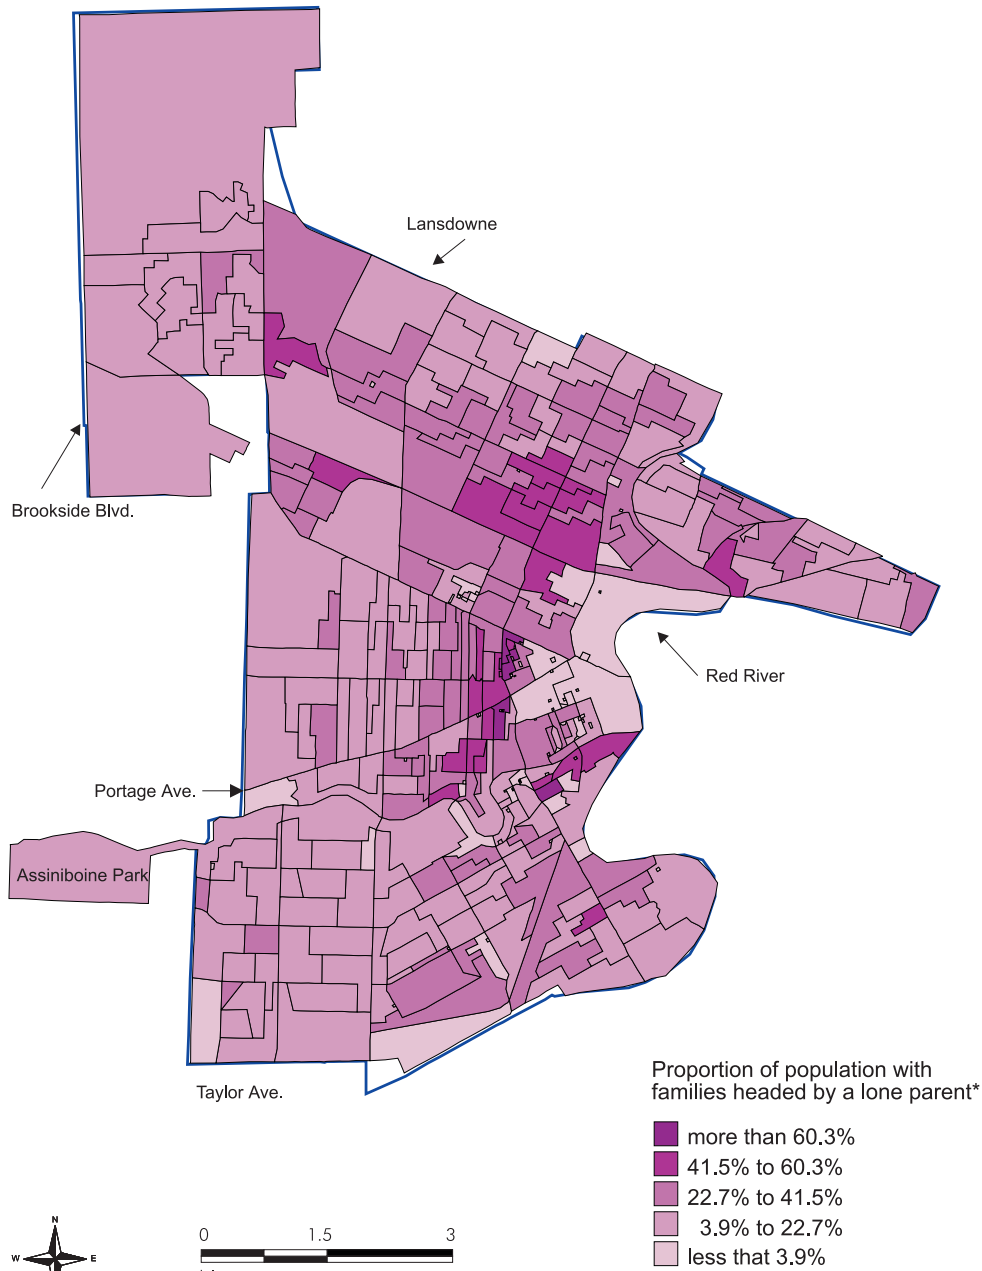 Lansdowne
Brookside Blvd.
Red River
Portage Ave.
Assiniboine Park
Taylor Ave.
Proportion of population with
families headed by a lone parent*
more than 60.3%
41.5% to 60.3%
22.7% to 41.5%
3.9% to 22.7%
less that 3.9%
N
W E
0 1.5 3